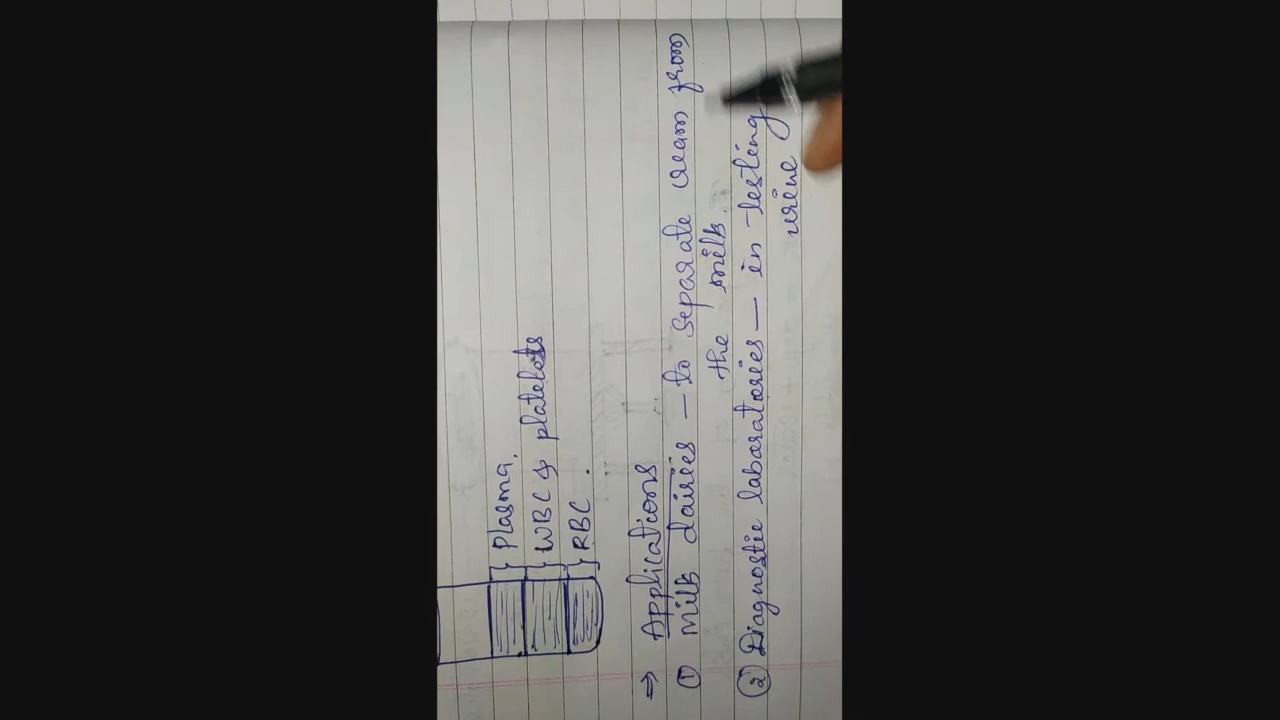 Plasma.
WBC & platelets
RBC.
→ Applications
① Milk dairies — to separate cream from
the milk.
② Diagnostic labaratories — in testing
urine